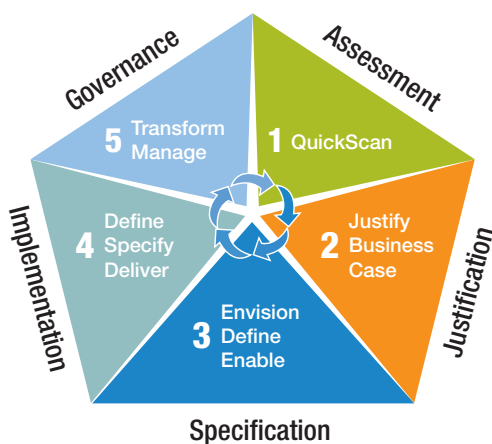 Governance
Assessment
5 Transform
Manage
1 QuickScan
Implementation
4 Define
Specify
Deliver
2 Justify
Business
Case
Justification
3 Envision
Define
Enable
Specification